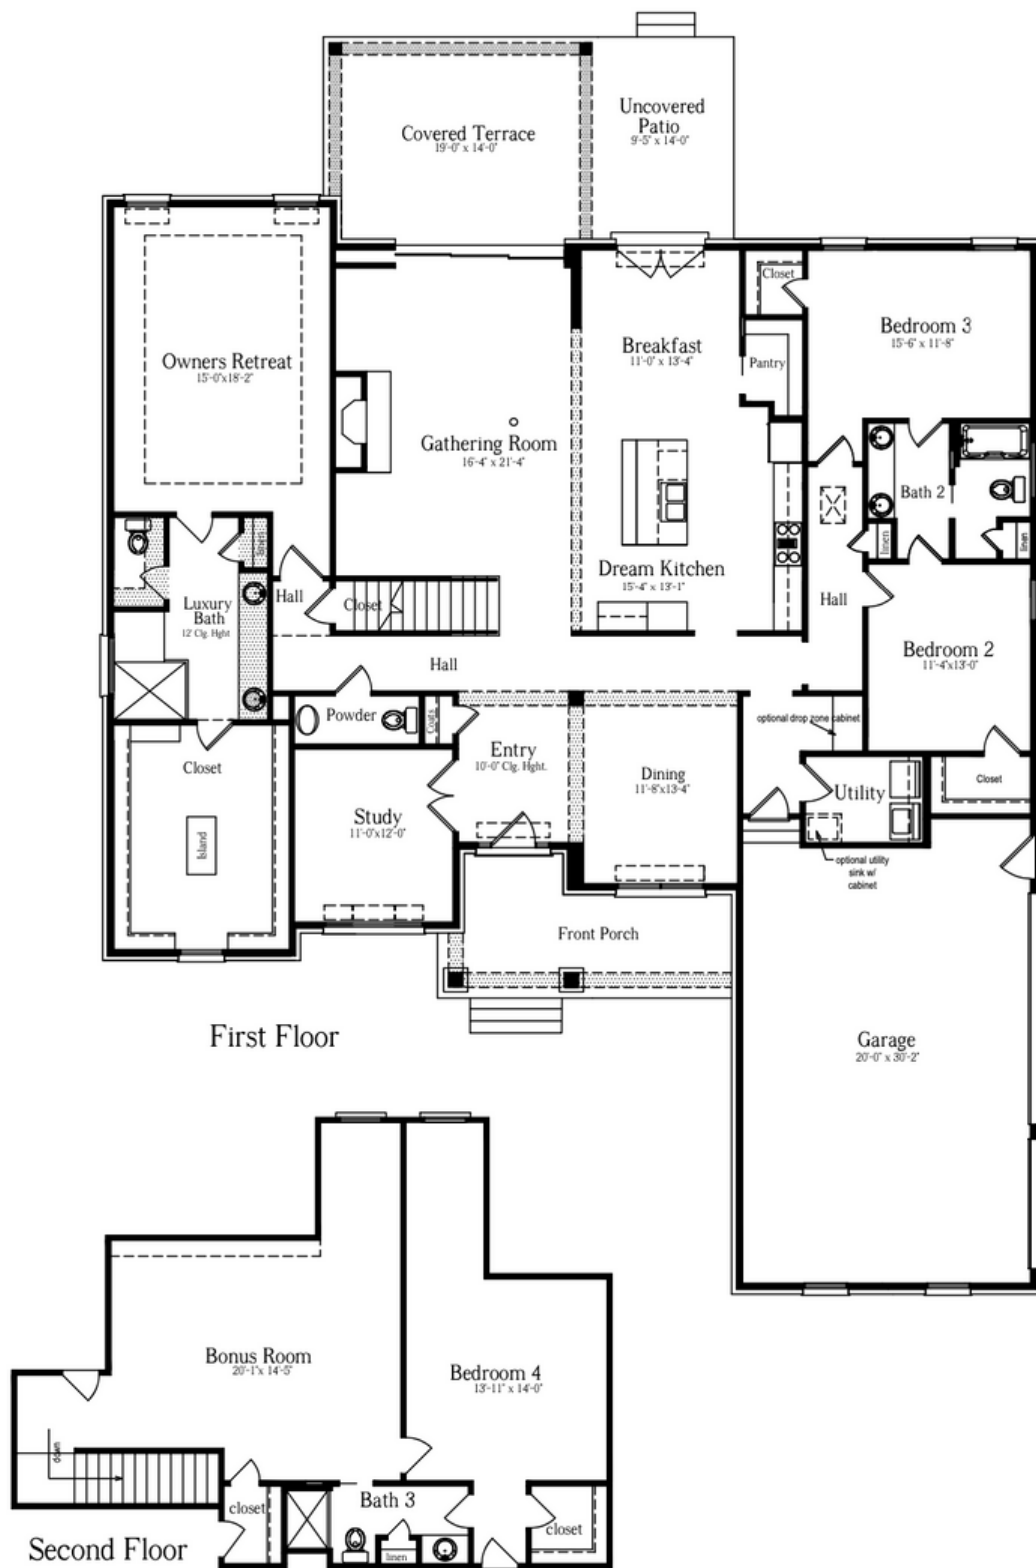 Uncovered
Patio
9'-5" x 14'-0"
Covered Terrace
19'-0" x 14'-0"
Closet
Bedroom 3
15'-6" x 11'-8"
Breakfast
11'-0" x 13'-4"
Pantry
Owners Retreat
15'-0"x18'-2"
Gathering Room
16'-4" x 21'-4"
Bath 2
linen
linen
linen
Dream Kitchen
15'-4" x 13'-1"
Hall
Closet
Hall
Luxury
Bath
12' Clg. Hght
Hall
Bedroom 2
11'-4"x13'-0"
Powder
Coats
optional drop zone cabinet
Entry
10'-0" Clg. Hght.
Dining
11'-8"x13'-4"
Closet
Closet
Utility
Study
11'-0"x12'-0"
Island
optional utility
sink w/
cabinet
Front Porch
First Floor
Garage
20'-0" x 30'-2"
Bonus Room
20'-1"x 14'-5"
Bedroom 4
13'-11" x 14'-0"
down
closet
Bath 3
linen
closet
Second Floor